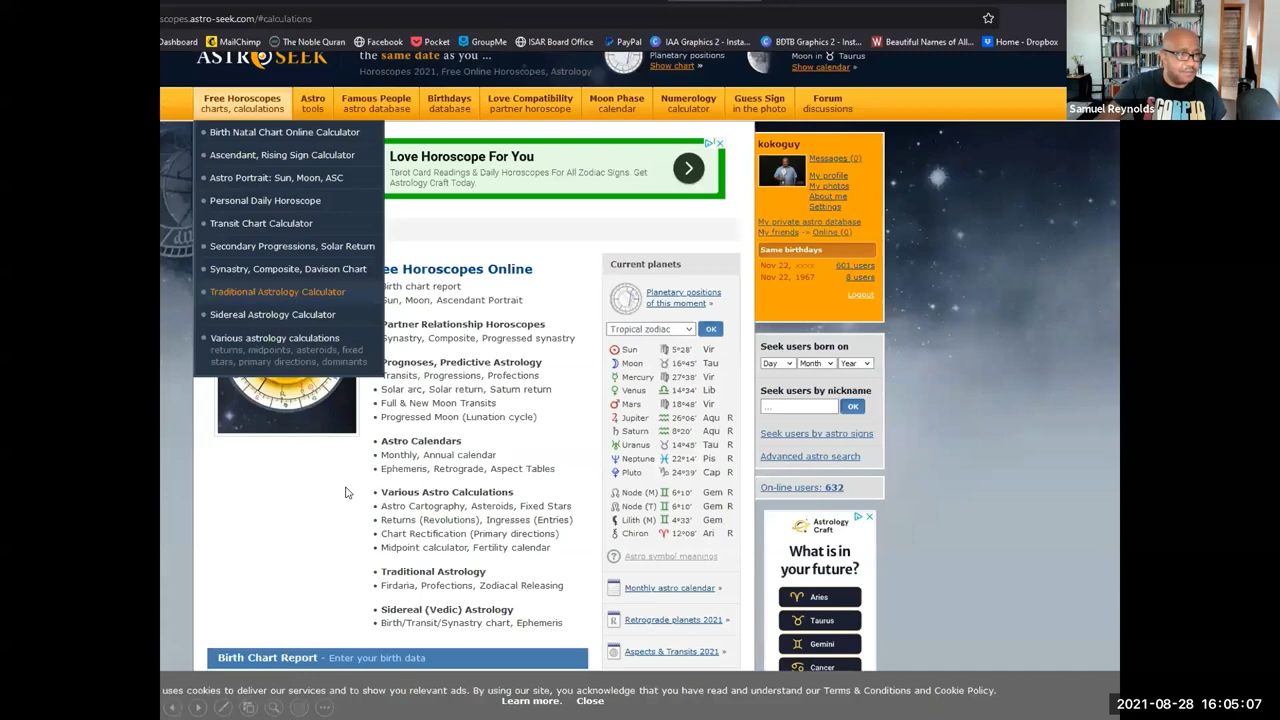 scopes.astro-seek.com/#calculations
Dashboard
MailChimp
The Noble Quran
Facebook
Pocket
GroupMe
ISAR Board Office
PayPal
IAA Graphics 2 - Insta...
BDTB Graphics 2 - Inst...
Beautiful Names of All...
Home - Dropbox
Samuel Reynolds
ASTROSEEK
the same date as you...
Horoscopes 2021, Free Online Horoscopes, Astrology
Planetary positions
Show chart »
Moon in ♉ Taurus
Show calendar »
Free Horoscopes
charts, calculations
Astro
tools
Famous People
astro database
Birthdays
database
Love Compatibility
partner horoscope
Moon Phase
calendar
Numerology
calculator
Guess Sign
in the photo
Forum
discussions
Birth Natal Chart Online Calculator
Ascendant, Rising Sign Calculator
Astro Portrait: Sun, Moon, ASC
Personal Daily Horoscope
Transit Chart Calculator
Secondary Progressions, Solar Return
Synastry, Composite, Davison Chart
Traditional Astrology Calculator
Sidereal Astrology Calculator
Various astrology calculations
returns, midpoints, asteroids, fixed
stars, primary directions, dominants
Love Horoscope For You
Tarot Card Readings & Daily Horoscopes For All Zodiac Signs. Get
Astrology Craft Today.
ee Horoscopes Online
Birth chart report
Sun, Moon, Ascendant Portrait
Partner Relationship Horoscopes
Synastry, Composite, Progressed synastry
Prognoses, Predictive Astrology
Transits, Progressions, Profections
• Solar arc, Solar return, Saturn return
• Full & New Moon Transits
• Progressed Moon (Lunation cycle)
• Astro Calendars
• Monthly, Annual calendar
• Ephemeris, Retrograde, Aspect Tables
• Various Astro Calculations
• Astro Cartography, Asteroids, Fixed Stars
• Returns (Revolutions), Ingresses (Entries)
• Chart Rectification (Primary directions)
• Midpoint calculator, Fertility calendar
• Traditional Astrology
• Firdaria, Profections, Zodiacal Releasing
• Sidereal (Vedic) Astrology
• Birth/Transit/Synastry chart, Ephemeris
Birth Chart Report - Enter your birth data
Current planets
Planetary positions
of this moment »
Tropical zodiac OK
Sun 5°28' Vir
Moon 16°45' Tau
Mercury 27°38' Vir
Venus 14°34' Lib
Mars 18°48' Vir
Jupiter 26°06' Aqu R
Saturn 8°20' Aqu R
Uranus 14°45' Tau R
Neptune 22°14' Pis R
Pluto 24°39' Cap R
Node (M) 6°10' Gem R
Node (T) 6°10' Gem R
Lilith (M) 4°33' Gem
Chiron 12°08' Ari R
Astro symbol meanings
Monthly astro calendar »
Retrograde planets 2021 »
Aspects & Transits 2021 »
kokoguy
Messages (0)
My profile
My photos
About me
Settings
My private astro database
My friends -> Online (0)
Same birthdays
Nov 22, xxxx 601 users
Nov 22, 1967 8 users
Logout
Seek users born on
Day Month Year
Seek users by nickname
... OK
Seek users by astro signs
Advanced astro search
On-line users: 632
Astrology
Craft
What is in
your future?
Aries
Taurus
Gemini
Cancer
uses cookies to deliver our services and to show you relevant ads. By using our site, you acknowledge that you have read and understand our Terms & Conditions and Cookie Policy.
Learn more. Close
2021-08-28 16:05:07